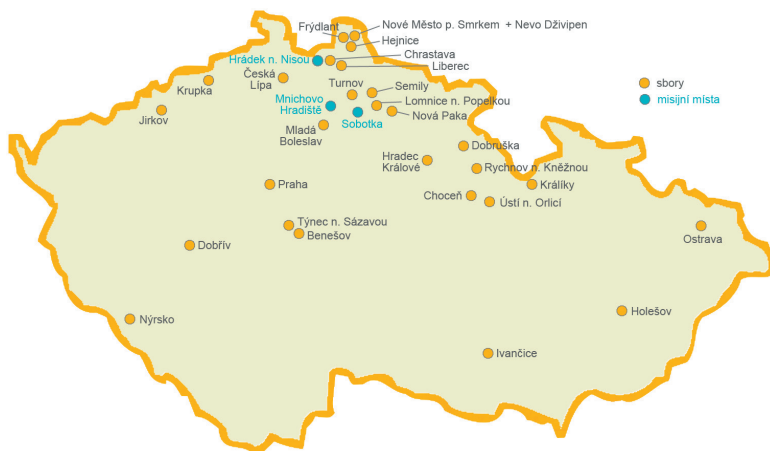 Nové Město p. Smrkem + Nevo Dživipen
Frýdlant
Hejnice
Hrádek n. Nisou
Chrastava
Liberec
Krupka
Česká
Lípa
Turnov
Semily
sbory
Mnichovo
Hradiště
Lomnice n. Popelkou
misijní místa
Jirkov
Sobotka
Nová Paka
Mladá
Boleslav
Dobruška
Hradec
Králové
Rychnov n. Kněžnou
Praha
Králíky
Choceň
Ústí n. Orlicí
Týnec n. Sázavou
Benešov
Ostrava
Dobřív
Nýrsko
Holešov
Ivančice